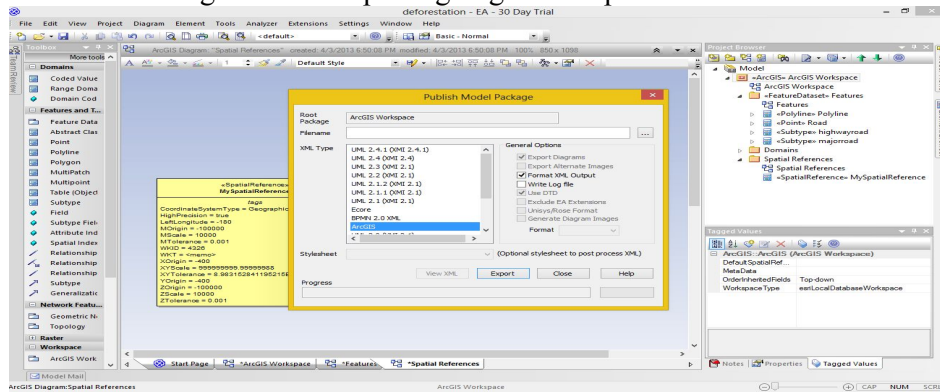 deforestation - EA - 30 Day Trial
File Edit View Project Diagram Element Tools Analyzer Extensions Settings Window Help
<default> Basic - Normal
Toolbox
More tools
ArcGIS Diagram: "Spatial References" created: 4/3/2013 6:50:08 PM modified: 4/3/2013 6:50:08 PM 100% 850 x 1098
Default Style
Domains
Coded Value
Range Doma
Domain Cod
Features and T...
Feature Data
Abstract Clas
Point
Polyline
Polygon
MultiPatch
Multipoint
Table (Object
Subtype
Field
Subtype Fiel
Attribute Ind
Spatial Index
Relationship
Relationship
Relationship
Subtype
Generalizatic
Network Featu...
Geometric N
Topology
Raster
Workspace
ArcGIS Work
«SpatialReference»
MySpatialReference
tags
CoordinateSystemType = Geographic
HighPrecision = true
LeftLongitude = -180
MOrigin = -100000
MScale = 10000
MTolerance = 0.001
WKID = 4326
WKT = <memo>
XOrigin = -400
XYScale = 999999999.99999988
XYTolerance = 8.983152841195215E
YOrigin = -400
ZOrigin = -100000
ZScale = 10000
ZTolerance = 0.001
Publish Model Package
Root Package ArcGIS Workspace
Filename ...
XML Type
UML 2.4.1 (XMI 2.4.1)
UML 2.4 (XMI 2.4)
UML 2.3 (XMI 2.1)
UML 2.2 (XMI 2.1)
UML 2.1.2 (XMI 2.1)
UML 2.1.1 (XMI 2.1)
UML 2.1 (XMI 2.1)
Ecore
BPMN 2.0 XML
ArcGIS
General Options
Export Diagrams
Export Alternate Images
Format XML Output
Write Log file
Use DTD
Exclude EA Extensions
Unisys/Rose Format
Generate Diagram Images
Format
Stylesheet (Optional stylesheet to post process XML)
View XML Export Close Help
Progress
Project Browser
Model
«ArcGIS» ArcGIS Workspace
ArcGIS Workspace
«FeatureDataset» Features
Features
«Polyline» Polyline
«Point» Road
«Subtype» highwayroad
«Subtype» majorroad
Domains
Spatial References
Spatial References
«SpatialReference» MySpatialReference
Tagged Values
ArcGIS::ArcGIS (ArcGIS Workspace)
DefaultSpatialRef...
MetaData
OrderInheritedFields Top-down
WorkspaceType esriLocalDatabaseWorkspace
Start Page *ArcGIS Workspace *Features *Spatial References
Notes Properties Tagged Values
Model Mail
ArcGIS Diagram:Spatial References ArcGIS Workspace CAP NUM SCRL